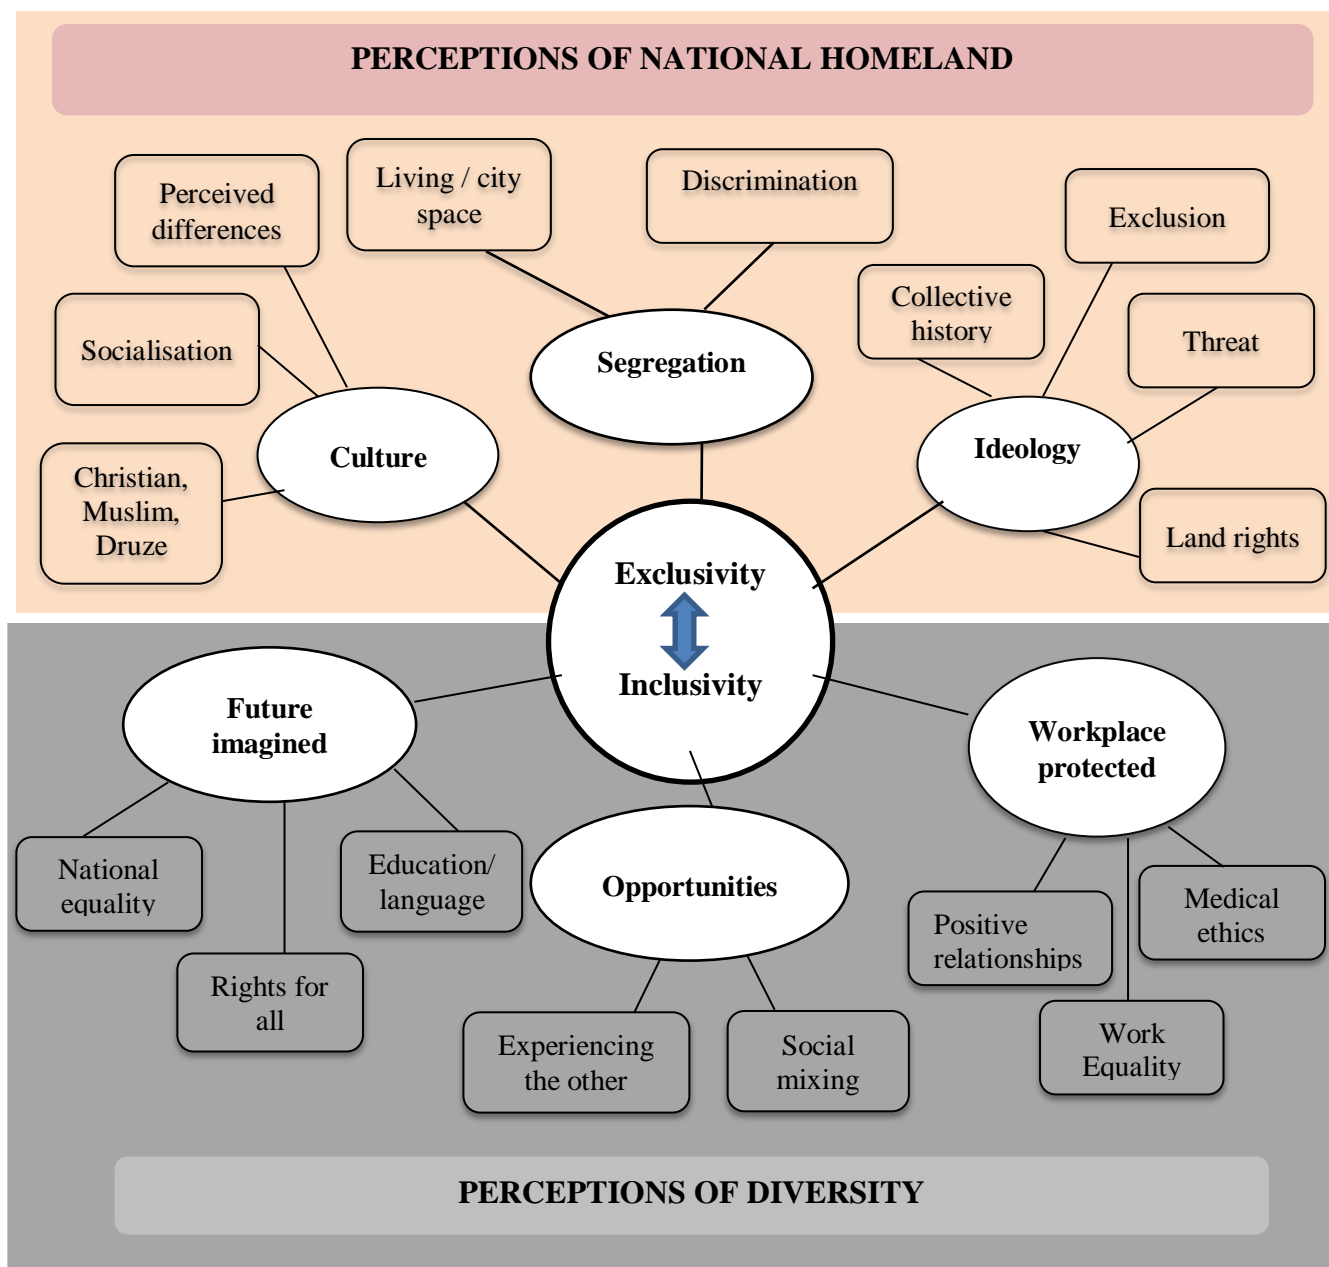 PERCEPTIONS OF NATIONAL HOMELAND
Perceived
differences
Living / city
space
Discrimination
Exclusion
Collective
history
Threat
Socialisation
Segregation
Culture
Ideology
Christian,
Muslim,
Druze
Land rights
Exclusivity
Inclusivity
Future
imagined
Workplace
protected
National
equality
Education/
language
Rights for
all
Opportunities
Positive
relationships
Medical
ethics
Experiencing
the other
Social
mixing
Work
Equality
PERCEPTIONS OF DIVERSITY